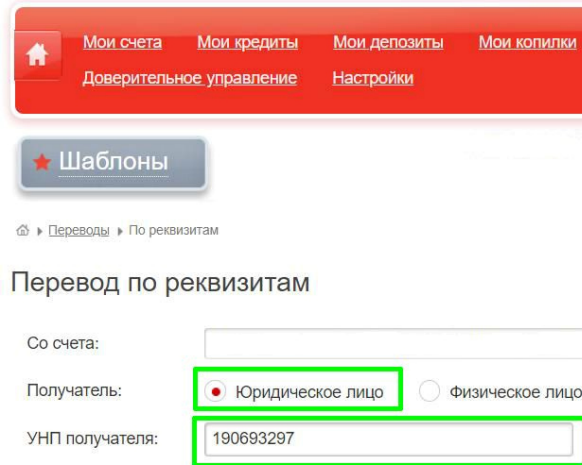 Мои счета Мои кредиты Мои депозиты Мои копилки
Доверительное управление Настройки
Шаблоны
Переводы По реквизитам
Перевод по реквизитам
Со счета:
Получатель: Юридическое лицо Физическое лицо
УНП получателя: 190693297